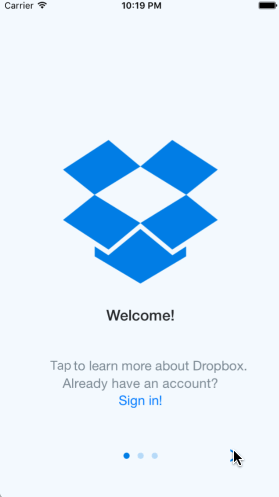 Carrier 10:19 PM
Welcome!
Tap to learn more about Dropbox.
Already have an account?
Sign in!